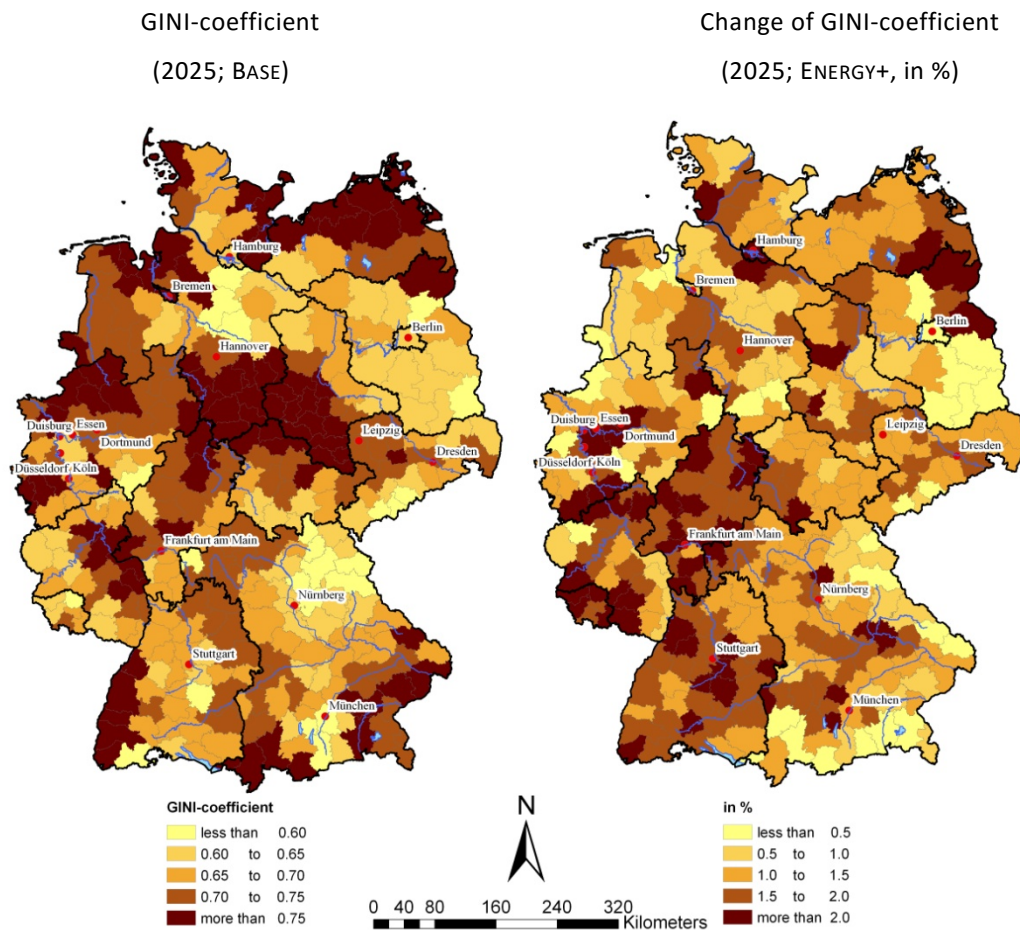 GINI-coefficient
(2025; BASE)
Change of GINI-coefficient
(2025; ENERGY+, in %)
Hamburg
Bremen
Berlin
Hannover
Duisburg
Essen
Dortmund
Leipzig
Dresden
Düsseldorf
Köln
Frankfurt am Main
Nürnberg
Stuttgart
München
Hamburg
Bremen
Berlin
Hannover
Duisburg
Essen
Dortmund
Leipzig
Dresden
Düsseldorf
Köln
Frankfurt am Main
Nürnberg
Stuttgart
München
GINI-coefficient
less than 0.60
0.60 to 0.65
0.65 to 0.70
0.70 to 0.75
more than 0.75
N
0 20 40 80 160 240 320
Kilometers
in %
less than 0.5
0.5 to 1.0
1.0 to 1.5
1.5 to 2.0
more than 2.0